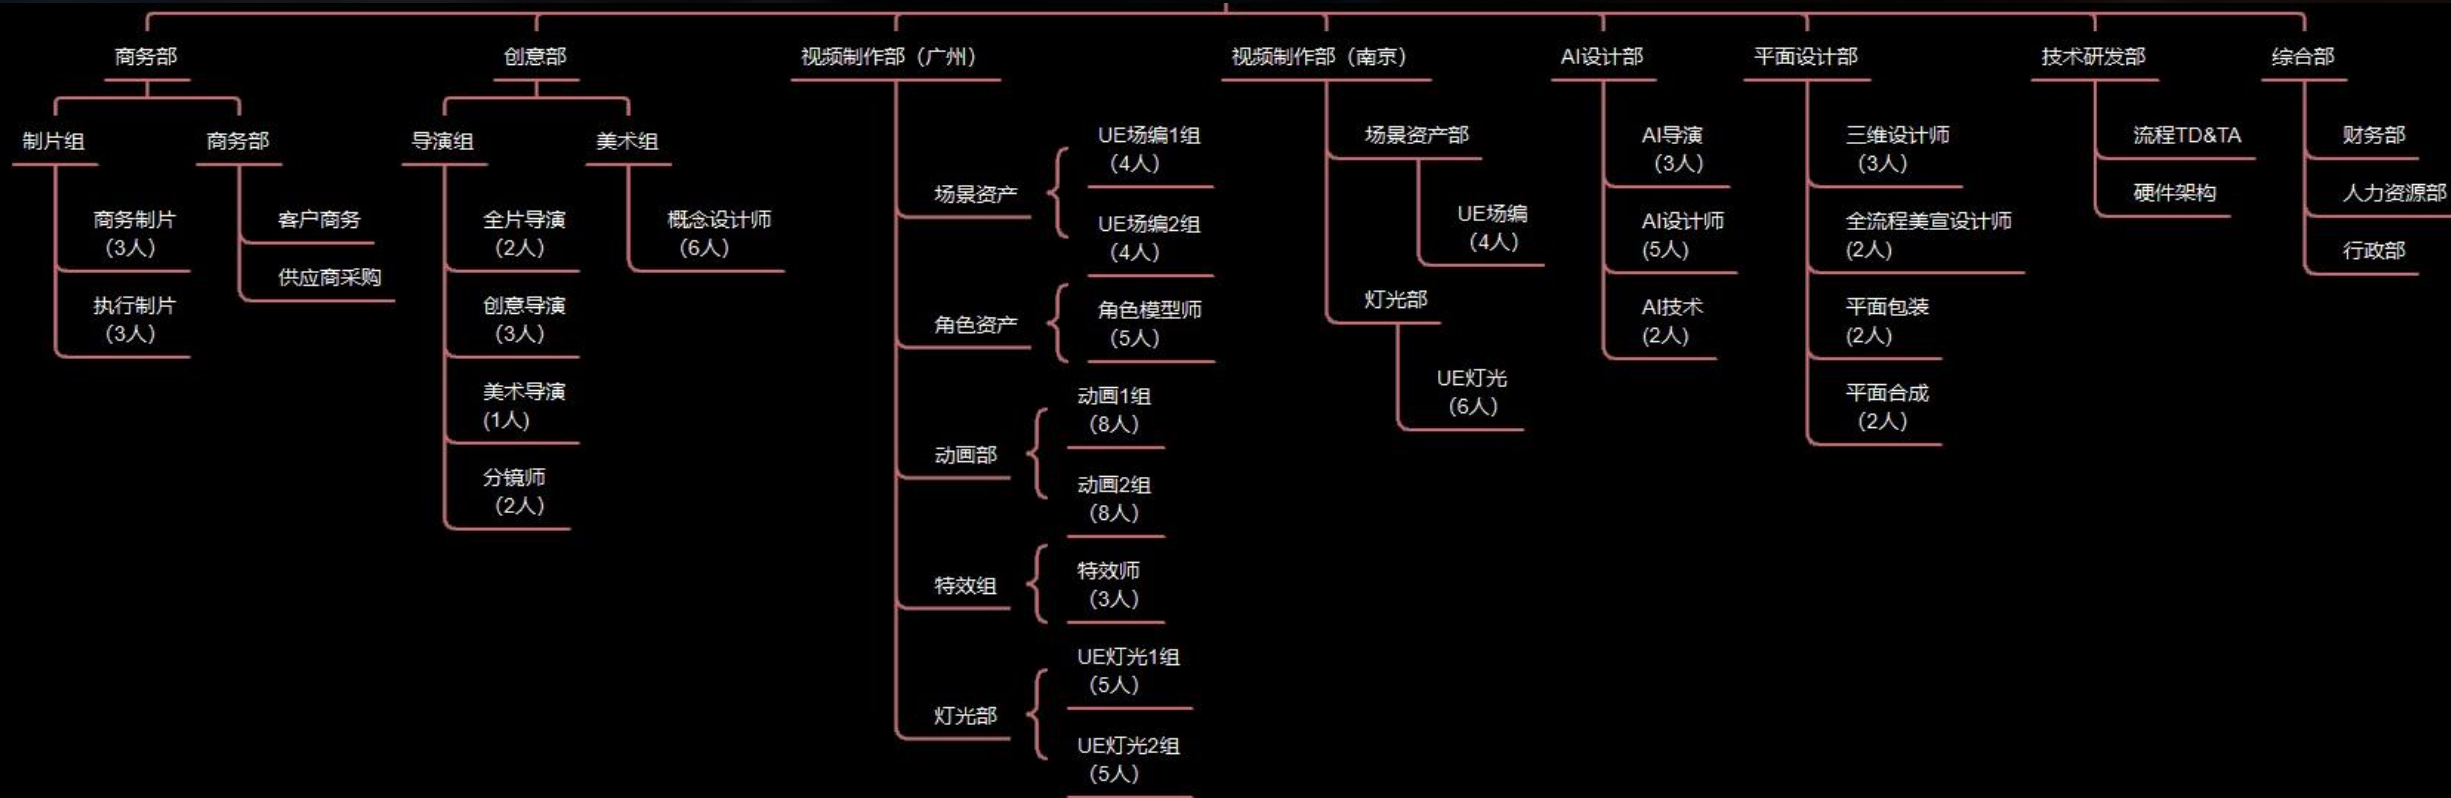 商务部
制片组
商务制片
（3人）
执行制片
（3人）
商务部
客户商务
供应商采购
创意部
导演组
全片导演
（2人）
创意导演
（3人）
美术导演
(1人）
分镜师
（2人）
美术组
概念设计师
（6人）
视频制作部（广州）
场景资产
UE场编1组
（4人）
UE场编2组
（4人）
角色资产
角色模型师
（5人）
动画部
动画1组
（8人）
动画2组
（8人）
特效组
特效师
（3人）
灯光部
UE灯光1组
（5人）
UE灯光2组
（5人）
视频制作部（南京）
场景资产部
UE场编
（4人）
灯光部
UE灯光
（6人）
AI设计部
AI导演
（3人）
AI设计师
(5人）
AI技术
(2人）
平面设计部
三维设计师
（3人）
全流程美宣设计师
(2人）
平面包装
(2人）
平面合成
（2人）
技术研发部
流程TD&TA
硬件架构
综合部
财务部
人力资源部
行政部